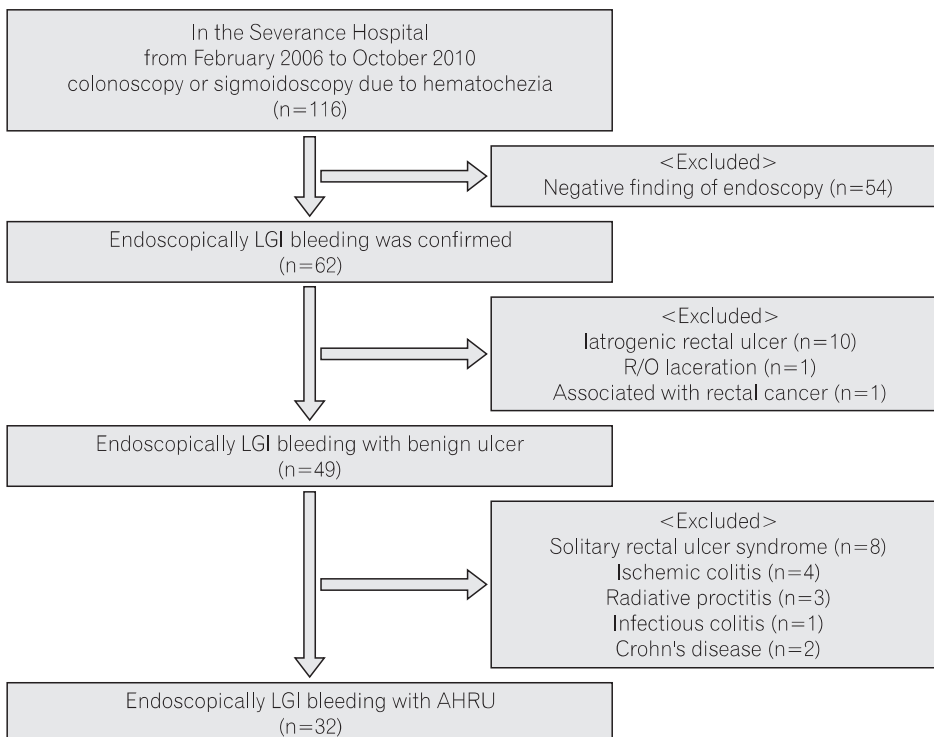 In the Severance Hospital
from February 2006 to October 2010
colonoscopy or sigmoidoscopy due to hematochezia
(n=116)
<Excluded>
Negative finding of endoscopy (n=54)
Endoscopically LGI bleeding was confirmed
(n=62)
<Excluded>
Iatrogenic rectal ulcer (n=10)
R/O laceration (n=1)
Associated with rectal cancer (n=1)
Endoscopically LGI bleeding with benign ulcer
(n=49)
<Excluded>
Solitary rectal ulcer syndrome (n=8)
Ischemic colitis (n=4)
Radiative proctitis (n=3)
Infectious colitis (n=1)
Crohn's disease (n=2)
Endoscopically LGI bleeding with AHRU
(n=32)